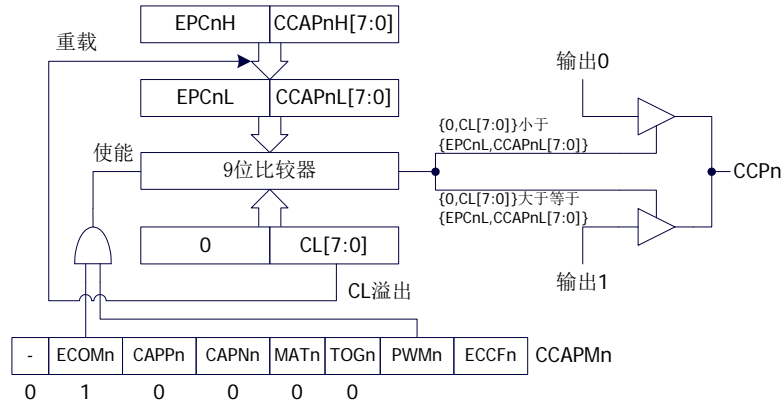 EPCnH CCAPnH[7:0]
重载
输出0
EPCnL CCAPnL[7:0]
{0,CL[7:0]}小于
{EPCnL,CCAPnL[7:0]}
使能
9位比较器
CCPn
{0,CL[7:0]}大于等于
{EPCnL,CCAPnL[7:0]}
0 CL[7:0]
CL溢出
输出1
- ECOMn CAPPn CAPNn MATn TOGn PWMn ECCFn CCAPMn
0 1 0 0 0 0